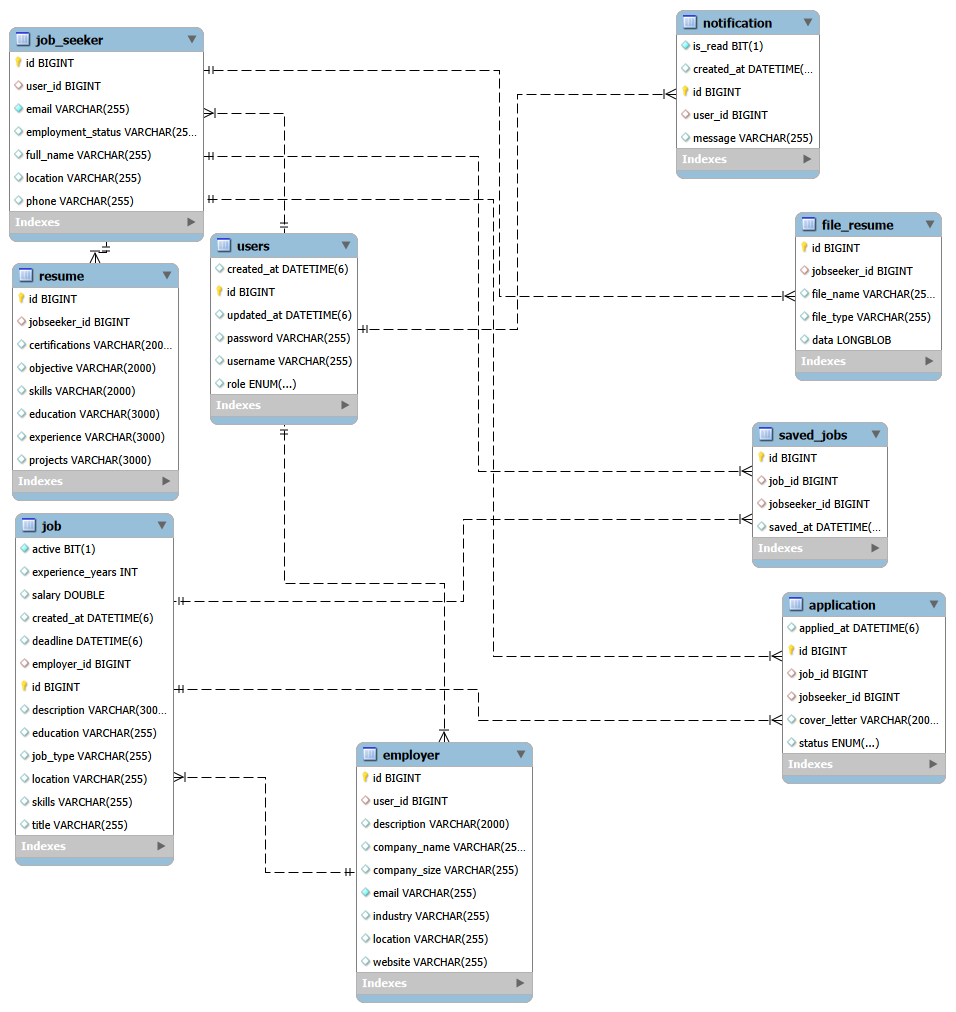 job_seeker
id BIGINT
user_id BIGINT
email VARCHAR(255)
employment_status VARCHAR(25...
full_name VARCHAR(255)
location VARCHAR(255)
phone VARCHAR(255)
Indexes
notification
is_read BIT(1)
created_at DATETIME(...
id BIGINT
user_id BIGINT
message VARCHAR(255)
Indexes
file_resume
id BIGINT
jobseeker_id BIGINT
file_name VARCHAR(25...
file_type VARCHAR(255)
data LONGBLOB
Indexes
users
created_at DATETIME(6)
id BIGINT
updated_at DATETIME(6)
password VARCHAR(255)
username VARCHAR(255)
role ENUM(...)
Indexes
resume
id BIGINT
jobseeker_id BIGINT
certifications VARCHAR(200...
objective VARCHAR(2000)
skills VARCHAR(2000)
education VARCHAR(3000)
experience VARCHAR(3000)
projects VARCHAR(3000)
Indexes
saved_jobs
id BIGINT
job_id BIGINT
jobseeker_id BIGINT
saved_at DATETIME(...
Indexes
job
active BIT(1)
experience_years INT
salary DOUBLE
created_at DATETIME(6)
deadline DATETIME(6)
employer_id BIGINT
id BIGINT
description VARCHAR(300...
education VARCHAR(255)
job_type VARCHAR(255)
location VARCHAR(255)
skills VARCHAR(255)
title VARCHAR(255)
Indexes
application
applied_at DATETIME(6)
id BIGINT
job_id BIGINT
jobseeker_id BIGINT
cover_letter VARCHAR(200...
status ENUM(...)
Indexes
employer
id BIGINT
user_id BIGINT
description VARCHAR(2000)
company_name VARCHAR(25...
company_size VARCHAR(255)
email VARCHAR(255)
industry VARCHAR(255)
location VARCHAR(255)
website VARCHAR(255)
Indexes